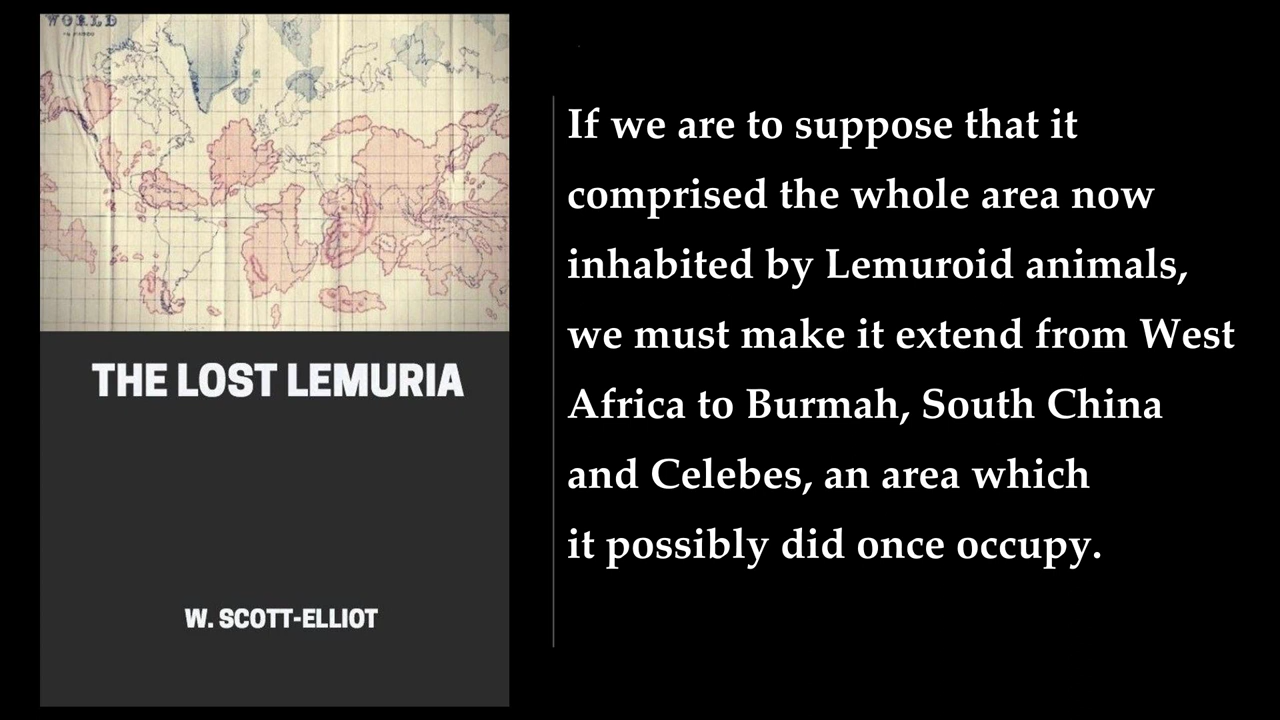 WORLD
THE LOST LEMURIA
W. SCOTT-ELLIOT
If we are to suppose that it
comprised the whole area now
inhabited by Lemuroid animals,
we must make it extend from West
Africa to Burmah, South China
and Celebes, an area which
it possibly did once occupy.